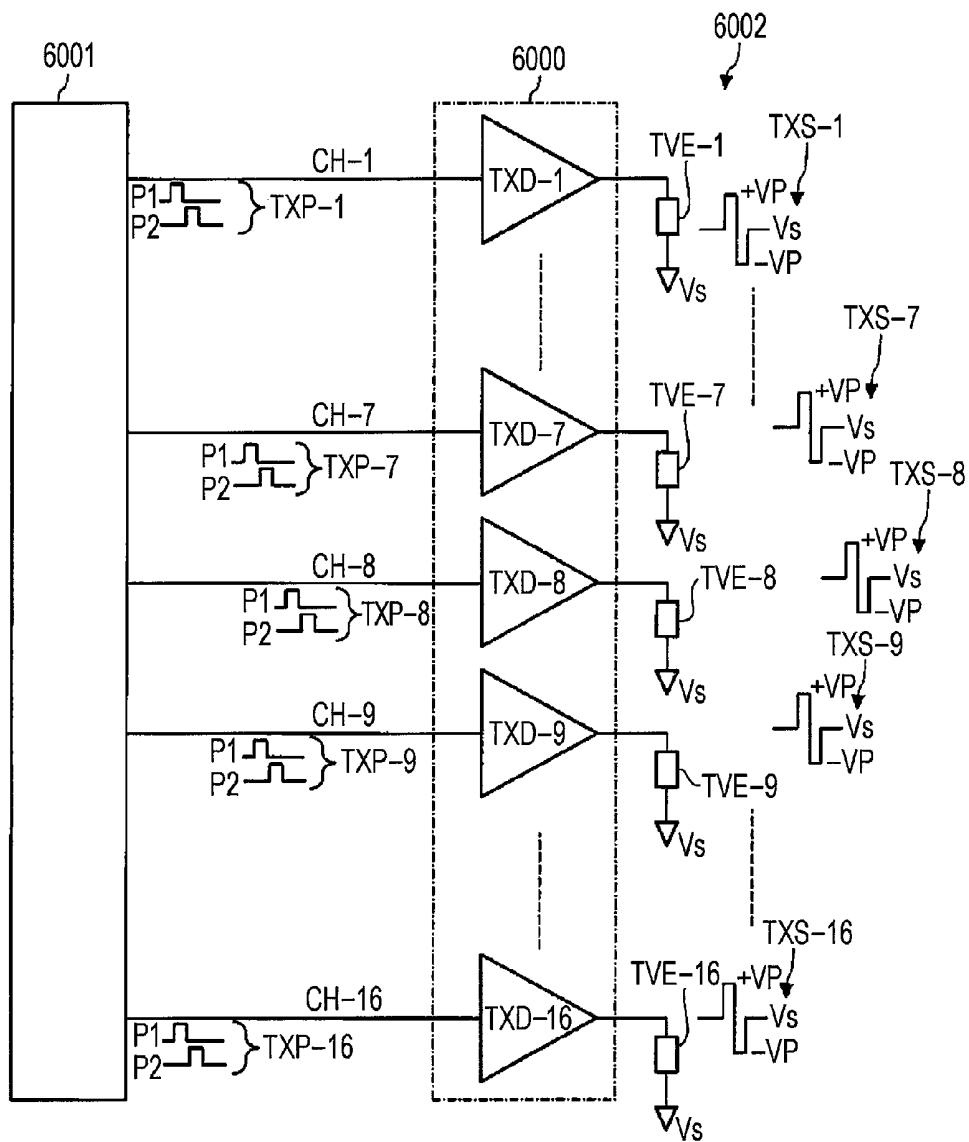 6002
6001
6000
TXS-1
TVE-1
CH-1
TXD-1
+VP
P1
TXP-1
Vs
P2
-VP
Vs
TXS-7
TVE-7
+VP
CH-7
TXD-7
Vs
P1
TXP-7
-VP
P2
TXS-8
Vs
+VP
CH-8
TXD-8
TVE-8
Vs
P1
TXP-8
-VP
P2
TXS-9
Vs
+VP
CH-9
TXD-9
Vs
P1
TXP-9
-VP
P2
TVE-9
Vs
TXS-16
TVE-16
+VP
CH-16
TXD-16
Vs
P1
TXP-16
-VP
P2
Vs